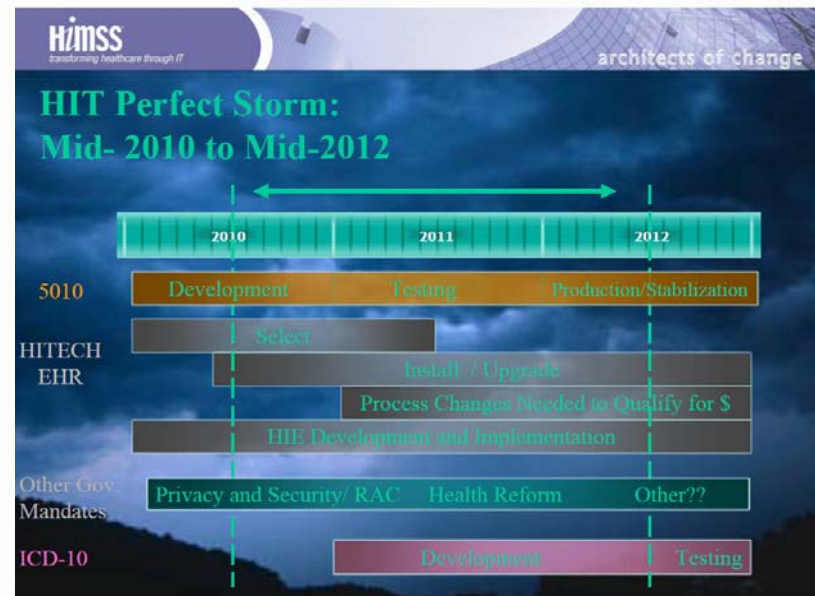 HiMSS
transforming healthcare through IT
architects of change
HIT Perfect Storm:
Mid- 2010 to Mid-2012
2010 2011 2012
5010 Development Testing Production/Stabilization
Select
HITECH
EHR
Install / Upgrade
Process Changes Needed to Qualify for $
HIE Development and Implementation
Other Gov.
Mandates
Privacy and Security/ RAC Health Reform Other??
ICD-10 Development Testing